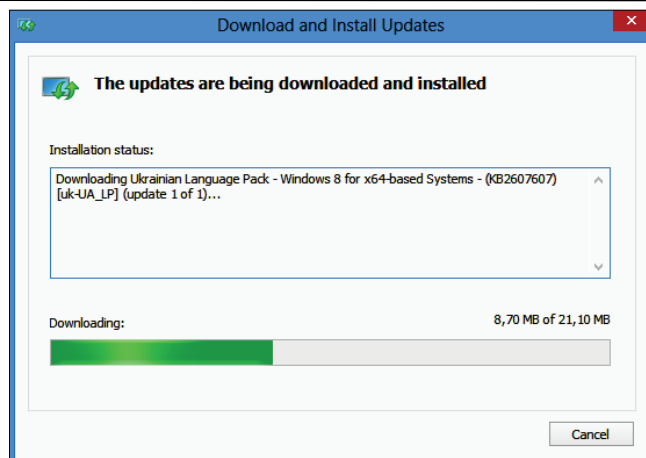 Download and Install Updates
The updates are being downloaded and installed
Installation status:
Downloading Ukrainian Language Pack - Windows 8 for x64-based Systems - (KB2607607)
[uk-UA_LP] (update 1 of 1)...
Downloading:
8,70 MB of 21,10 MB
Cancel